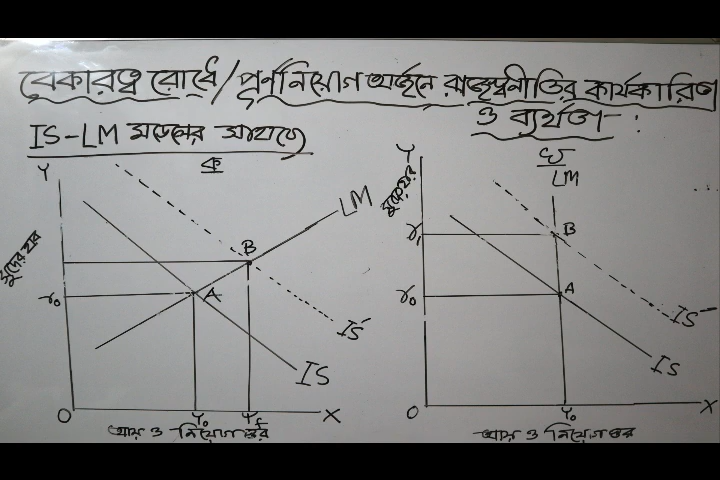 বেকারত্ব রোধে/পূর্ণনিয়োগ অর্জনে রাজস্বনীতির কার্যকারিতা
ও ব্যর্থতা :
IS-LM মডেলের সাহায্যে
ক
Y
সুদের হার
LM
B
r₀
A
IS'
IS
O
Y₀
Yf
X
আয় ও নিয়োগস্তর
খ
Y
সুদের হার
LM
r₁
B
r₀
A
IS'
IS
O
Y₀
X
আয় ও নিয়োগস্তর